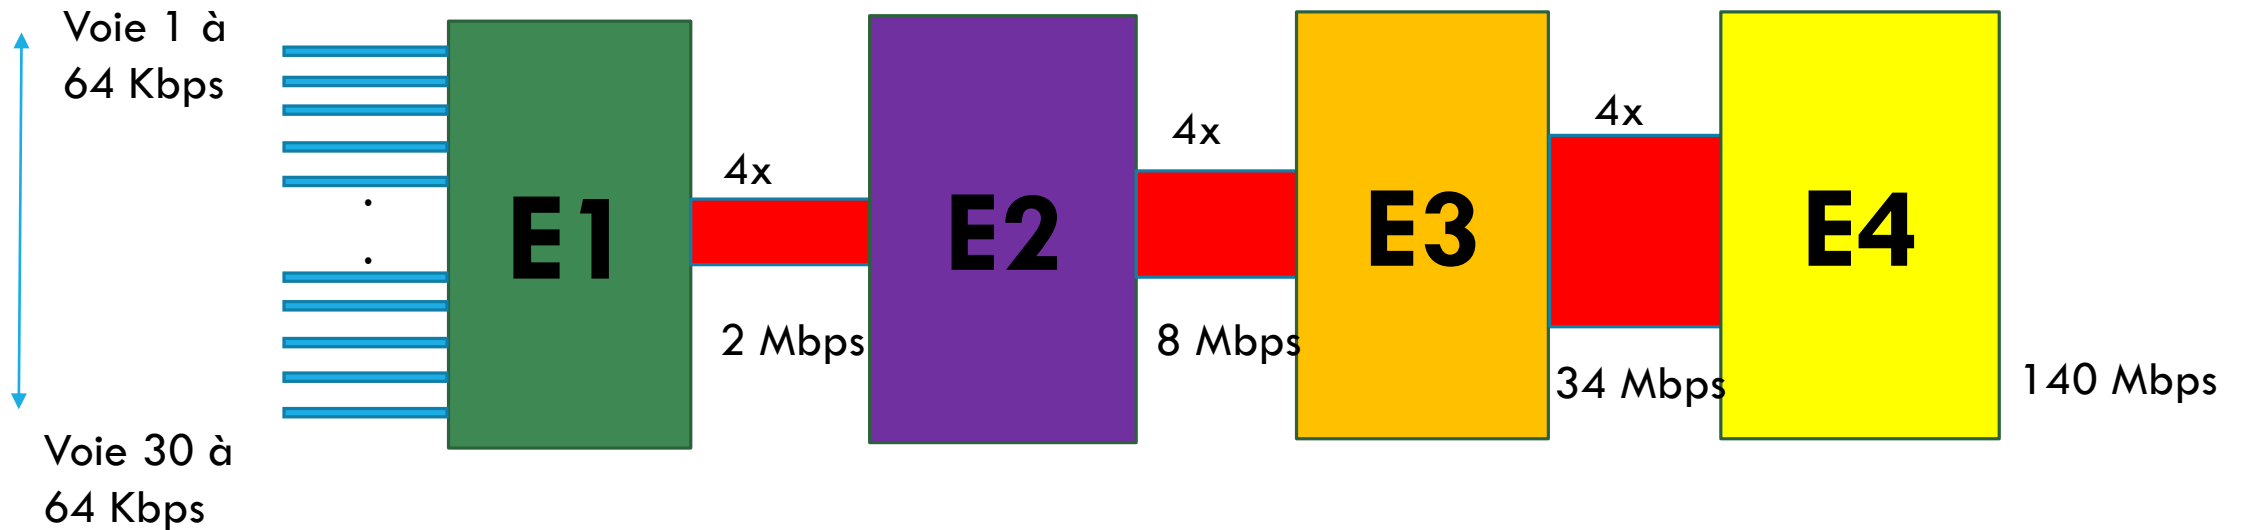 Voie 1 à
64 Kbps
.
.
Voie 30 à
64 Kbps
E1
4x
2 Mbps
E2
4x
8 Mbps
E3
4x
34 Mbps
E4
140 Mbps